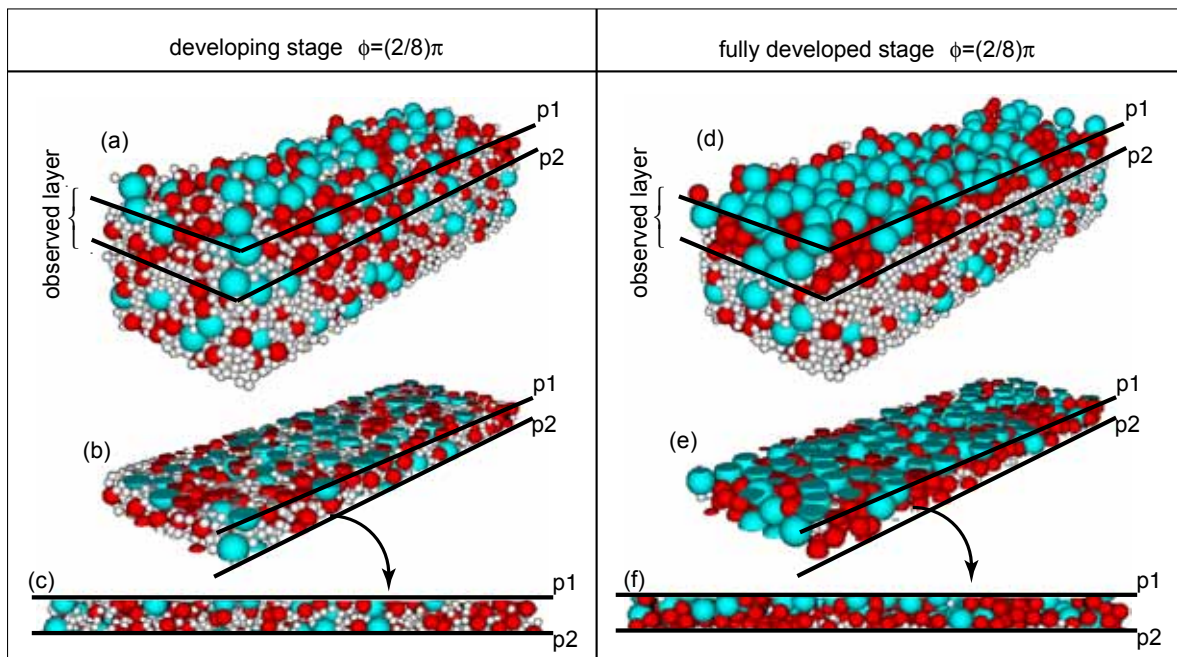 developing stage ϕ=(2/8)π
(a)
p1
p2
observed layer
(b)
p1
p2
(c)
p1
p2
fully developed stage ϕ=(2/8)π
(d)
p1
p2
observed layer
(e)
p1
p2
(f)
p1
p2